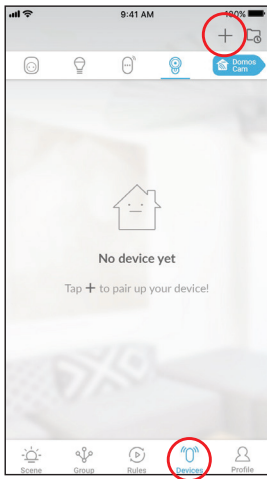 9:41 AM
100%
Domos
Cam
No device yet
Tap + to pair up your device!
Scene Group Rules Devices Profile